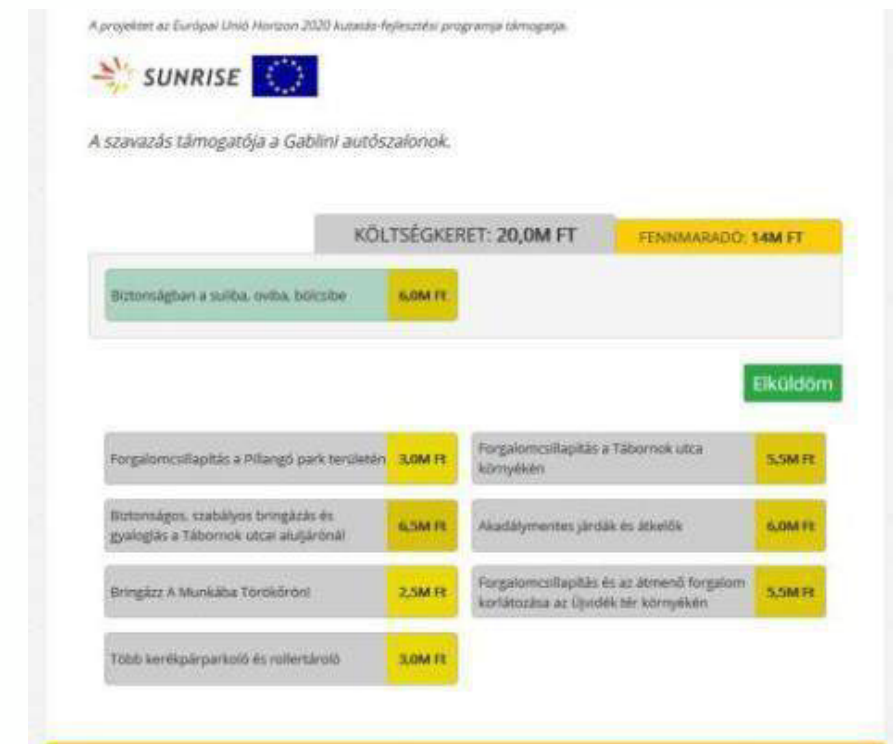 A projektet az Európai Unió Horizon 2020 kutatás-fejlesztési programja támogatja.
SUNRISE
A szavazás támogatója a Gablini autószalonok.
KÖLTSÉGKERET: 20,0M FT
FENNMARADÓ: 14M FT
Biztonságban a suliba, oviba, bölcsibe 6,0M Ft
Elküldöm
Forgalomcsillapítás a Pillangó park területén 3,0M Ft
Forgalomcsillapítás a Tábornok utca
környékén 5,5M Ft
Biztonságos, szabályos bringázás és
gyaloglás a Tábornok utcai aluljárónál 6,5M Ft
Akadálymentes járdák és átkelők 6,0M Ft
Bringázz A Munkába Törökőrön! 2,5M Ft
Forgalomcsillapítás és az átmenő forgalom
korlátozása az Újvidék tér környékén 5,5M Ft
Több kerékpárparkoló és rollertároló 3,0M Ft